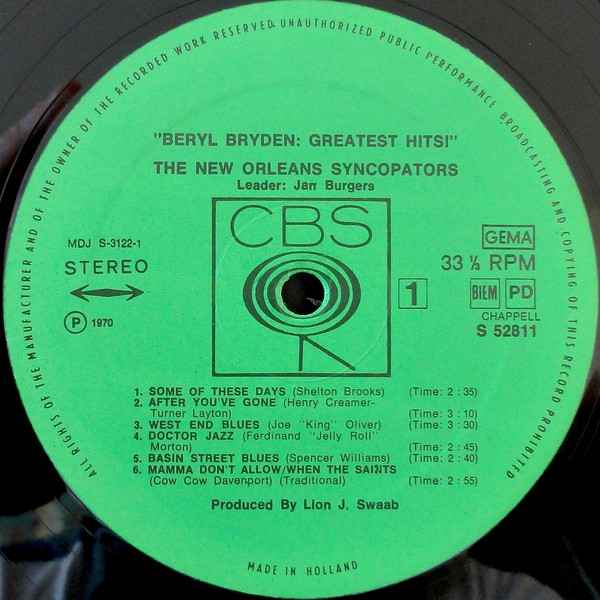 ALL RIGHTS OF THE MANUFACTURER AND OF THE OWNER OF THE RECORDED WORK RESERVED. UNAUTHORIZED PUBLIC PERFORMANCE BROADCASTING AND COPYING OF THIS RECORD PROHIBITED
"BERYL BRYDEN: GREATEST HITS!"
THE NEW ORLEANS SYNCOPATORS
Leader: Jan Burgers
CBS
MDJ S-3122-1
STEREO
℗ 1970
GEMA
33 ⅓ RPM
1
BIEM PD
CHAPPELL
S 52811
1. SOME OF THESE DAYS (Shelton Brooks) (Time: 2 : 35)
2. AFTER YOU'VE GONE (Henry Creamer-
Turner Layton) (Time: 3 : 10)
3. WEST END BLUES (Joe "King" Oliver) (Time: 3 : 30)
4. DOCTOR JAZZ (Ferdinand "Jelly Roll"
Morton) (Time: 2 : 45)
5. BASIN STREET BLUES (Spencer Williams) (Time: 2 : 40)
6. MAMMA DON'T ALLOW/WHEN THE SAINTS
(Cow Cow Davenport) (Traditional) (Time: 2 : 55)
Produced By Lion J. Swaab
MADE IN HOLLAND